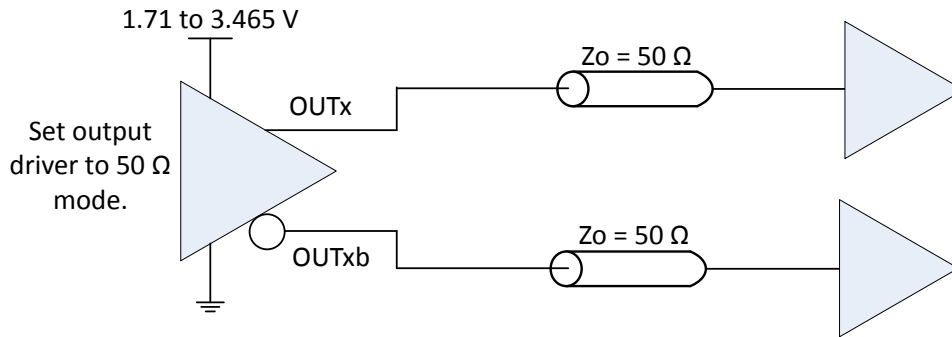 1.71 to 3.465 V
Zo = 50 Ω
OUTx
Set output
driver to 50 Ω
mode.
Zo = 50 Ω
OUTxb